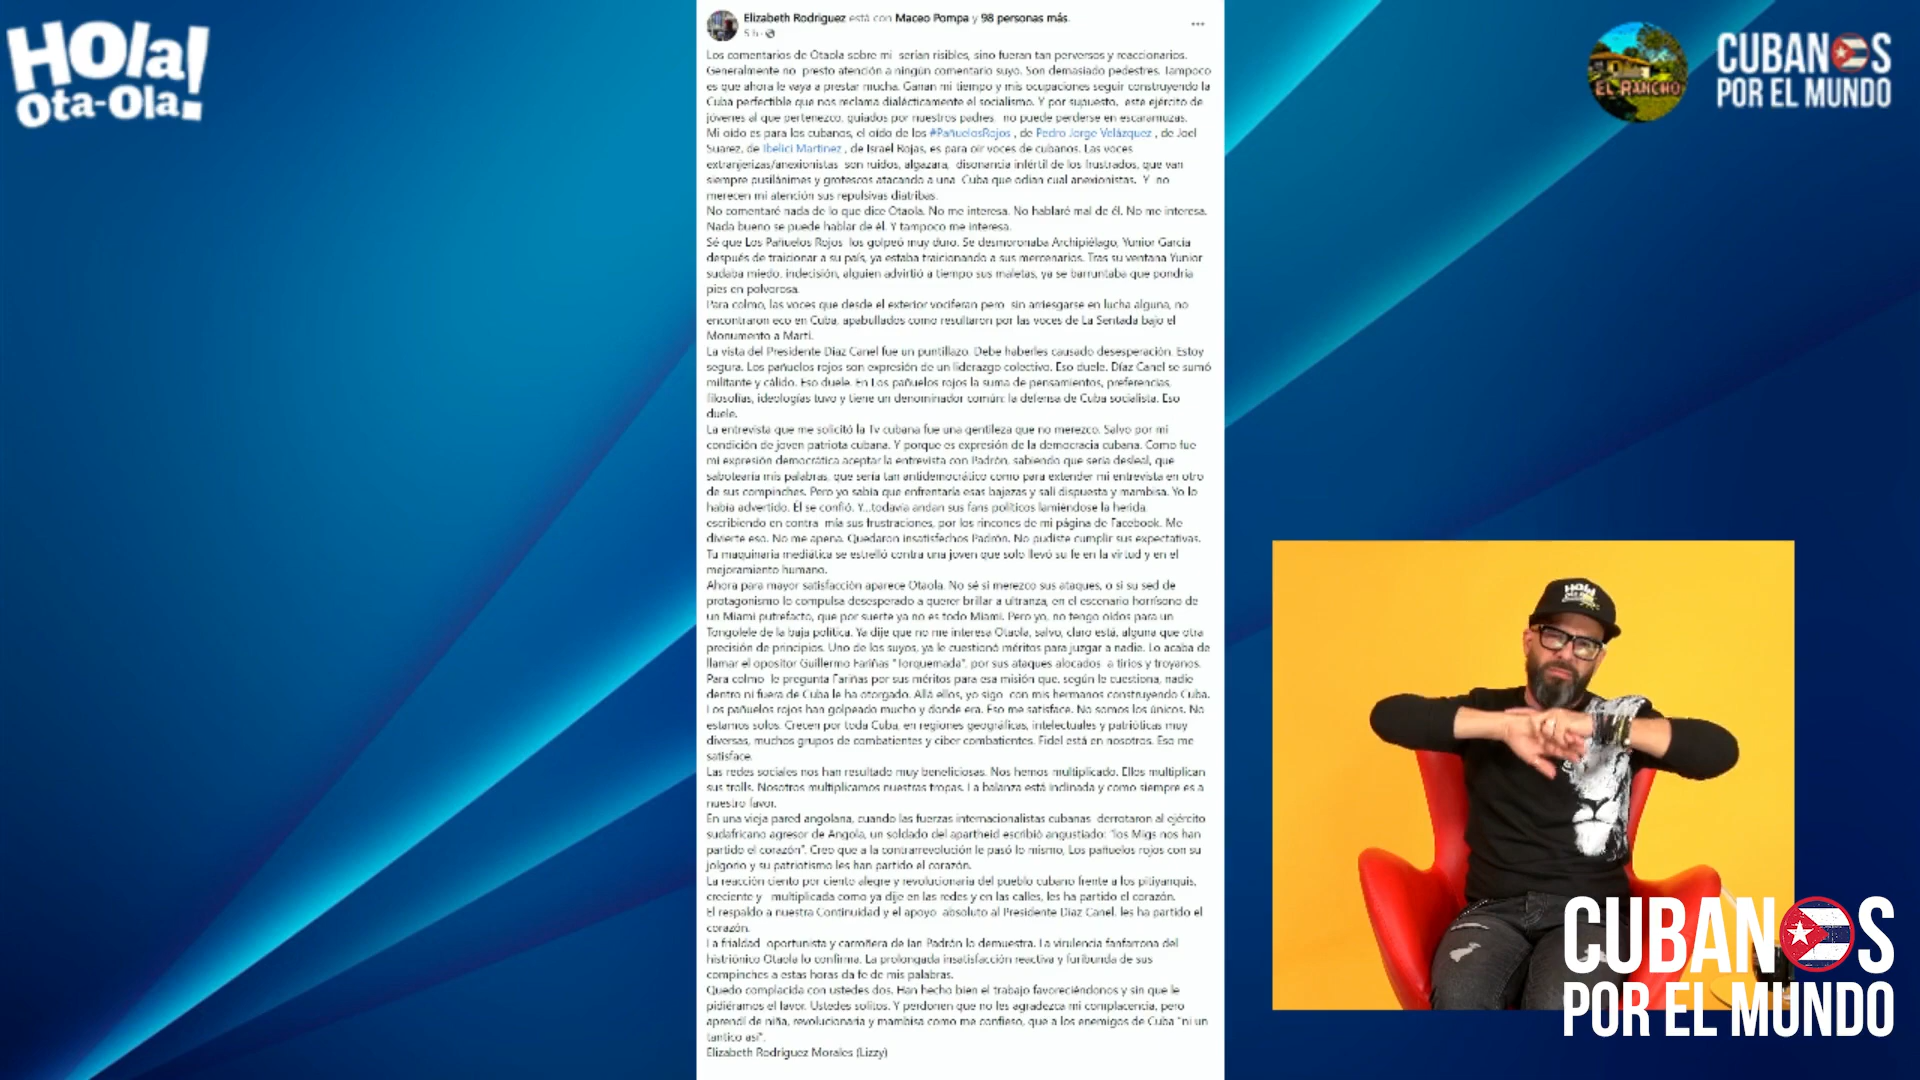 Hola!
Ota-Ola!
EL RANCHO
CUBANOS
POR EL MUNDO
Elizabeth Rodriguez está con Maceo Pompa y 98 personas más.
5 h ·
Los comentarios de Otaola sobre mi serían risibles, sino fueran tan perversos y reaccionarios.
Generalmente no presto atención a ningún comentario suyo. Son demasiado pedestres. Tampoco
es que ahora le vaya a prestar mucha. Ganan mi tiempo y mis ocupaciones seguir construyendo la
Cuba perfectible que nos reclama dialécticamente el socialismo. Y por supuesto, este ejército de
jóvenes al que pertenezco, guiados por nuestros padres, no puede perderse en escaramuzas.
Mi oído es para los cubanos, el oído de los #PañuelosRojos , de Pedro Jorge Velázquez , de Joel
Suarez, de Ibelici Martinez , de Israel Rojas, es para oír voces de cubanos. Las voces
extranjerizas/anexionistas son ruidos, algazara, disonancia infértil de los frustrados, que van
siempre pusilánimes y grotescos atacando a una Cuba que odian cual anexionistas. Y no
merecen mi atención sus repulsivas diatribas.
No comentaré nada de lo que dice Otaola. No me interesa. No hablaré mal de él. No me interesa.
Nada bueno se puede hablar de él. Y tampoco me interesa.
Sé que Los Pañuelos Rojos los golpeó muy duro. Se desmoronaba Archipiélago, Yunior García
después de traicionar a su país, ya estaba traicionando a sus mercenarios. Tras su ventana Yunior
sudaba miedo, indecisión, alguien advirtió a tiempo sus maletas, ya se barruntaba que pondría
pies en polvorosa.
Para colmo, las voces que desde el exterior vociferan pero sin arriesgarse en lucha alguna, no
encontraron eco en Cuba, apabullados como resultaron por las voces de La Sentada bajo el
Monumento a Martí.
La vista del Presidente Díaz Canel fue un puntillazo. Debe haberles causado desesperación. Estoy
segura. Los pañuelos rojos son expresión de un liderazgo colectivo. Eso duele. Díaz Canel se sumó
militante y cálido. Eso duele. En Los pañuelos rojos la suma de pensamientos, preferencias,
filosofías, ideologías tuvo y tiene un denominador común: la defensa de Cuba socialista. Eso
duele.
La entrevista que me solicitó la Tv cubana fue una gentileza que no merezco. Salvo por mi
condición de joven patriota cubana. Y porque es expresión de la democracia cubana. Como fue
mi expresión democrática aceptar la entrevista con Padrón, sabiendo que sería desleal, que
sabotearía mis palabras, que sería tan antidemocrático como para extender mi entrevista en otro
de sus compinches. Pero yo sabía que enfrentaría esas bajezas y salí dispuesta y mambisa. Yo lo
había advertido. Él se confió. Y...todavía andan sus fans políticos lamiéndose la herida,
escribiendo en contra mía sus frustraciones, por los rincones de mi página de Facebook. Me
divierte eso. No me apena. Quedaron insatisfechos Padrón. No pudiste cumplir sus expectativas.
Tu maquinaria mediática se estrelló contra una joven que solo llevó su fe en la virtud y en el
mejoramiento humano.
Ahora para mayor satisfacción aparece Otaola. No sé si merezco sus ataques, o si su sed de
protagonismo lo compulsa desesperado a querer brillar a ultranza, en el escenario horrísono de
un Miami putrefacto, que por suerte ya no es todo Miami. Pero yo, no tengo oídos para un
Tongolele de la baja política. Ya dije que no me interesa Otaola, salvo, claro está, alguna que otra
precisión de principios. Uno de los suyos, ya le cuestionó méritos para juzgar a nadie. Lo acaba de
llamar el opositor Guillermo Fariñas "Torquemada", por sus ataques alocados a tirios y troyanos.
Para colmo le pregunta Fariñas por sus méritos para esa misión que, según le cuestiona, nadie
dentro ni fuera de Cuba le ha otorgado. Allá ellos, yo sigo con mis hermanos construyendo Cuba.
Los pañuelos rojos han golpeado mucho y donde era. Eso me satisface. No somos los únicos. No
estamos solos. Crecen por toda Cuba, en regiones geográficas, intelectuales y patrióticas muy
diversas, muchos grupos de combatientes y ciber combatientes. Fidel está en nosotros. Eso me
satisface.
Las redes sociales nos han resultado muy beneficiosas. Nos hemos multiplicado. Ellos multiplican
sus trolls. Nosotros multiplicamos nuestras tropas. La balanza está inclinada y como siempre es a
nuestro favor.
En una vieja pared angolana, cuando las fuerzas internacionalistas cubanas derrotaron al ejército
sudafricano agresor de Angola, un soldado del apartheid escribió angustiado: "los Migs nos han
partido el corazón". Creo que a la contrarrevolución le pasó lo mismo, Los pañuelos rojos con su
jolgorio y su patriotismo les han partido el corazón.
La reacción ciento por ciento alegre y revolucionaria del pueblo cubano frente a los pitiyanquis,
creciente y multiplicada como ya dije en las redes y en las calles, les ha partido el corazón.
El respaldo a nuestra Continuidad y el apoyo absoluto al Presidente Díaz Canel, les ha partido el
corazón.
La frialdad oportunista y carroñera de Ian Padrón lo demuestra. La virulencia fanfarrona del
histriónico Otaola lo confirma. La prolongada insatisfacción reactiva y furibunda de sus
compinches a estas horas da fe de mis palabras.
Quedo complacida con ustedes dos. Han hecho bien el trabajo favoreciéndonos y sin que le
pidiéramos el favor. Ustedes solitos. Y perdonen que no les agradezca mi complacencia, pero
aprendí de niña, revolucionaria y mambisa como me confieso, que a los enemigos de Cuba "ni un
tantico así".
Elizabeth Rodríguez Morales (Lizzy)
Hola!
CUBANOS
POR EL MUNDO